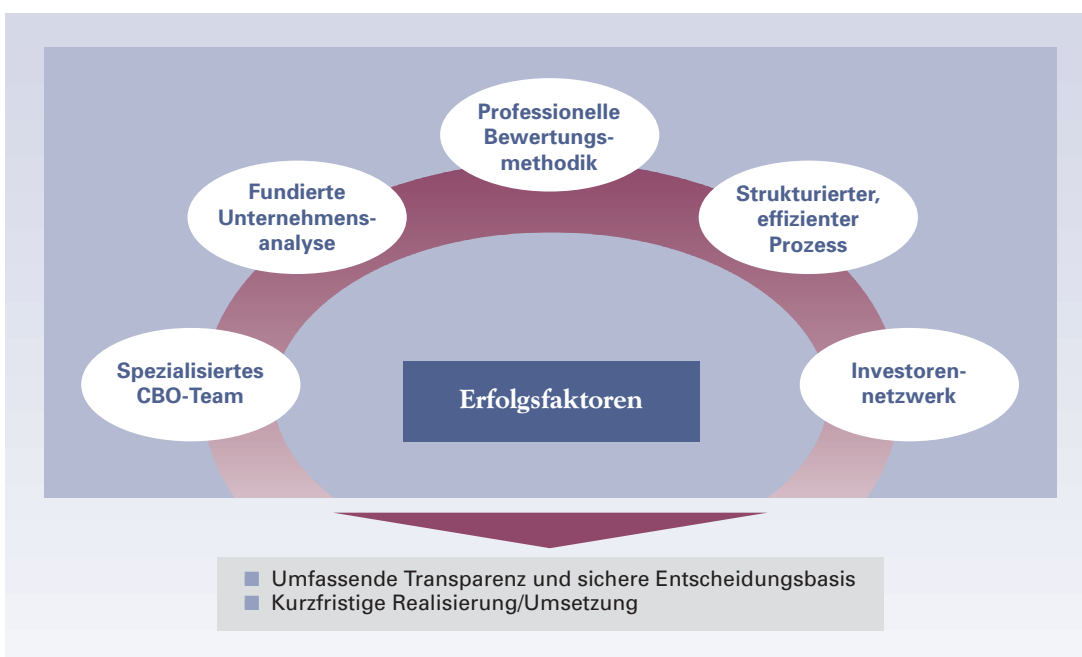 Professionelle
Bewertungs-
methodik
Fundierte
Unternehmens-
analyse
Strukturierter,
effizienter
Prozess
Spezialisiertes
CBO-Team
Investoren-
netzwerk
Erfolgsfaktoren
Umfassende Transparenz und sichere Entscheidungsbasis
Kurzfristige Realisierung/Umsetzung